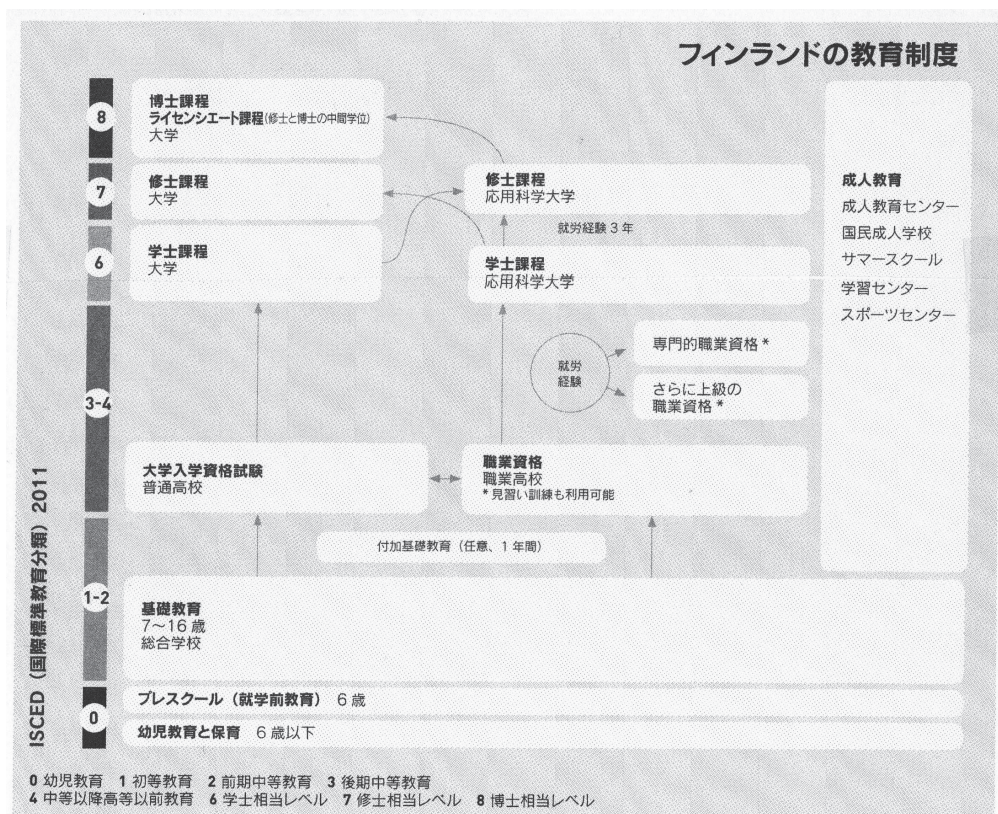 フィンランドの教育制度
8
博士課程
ライセンシエート課程(修士と博士の中間学位)
大学
7
修士課程
大学
修士課程
応用科学大学
就労経験 3 年
6
学士課程
大学
学士課程
応用科学大学
成人教育
成人教育センター
国民成人学校
サマースクール
学習センター
スポーツセンター
3-4
就労
経験
専門的職業資格 *
さらに上級の
職業資格 *
大学入学資格試験
普通高校
職業資格
職業高校
* 見習い訓練も利用可能
付加基礎教育（任意、1 年間）
1-2
基礎教育
7～16 歳
総合学校
0
プレスクール（就学前教育） 6 歳
幼児教育と保育 6 歳以下
ISCED（国際標準教育分類）2011
0 幼児教育 1 初等教育 2 前期中等教育 3 後期中等教育
4 中等以降高等以前教育 6 学士相当レベル 7 修士相当レベル 8 博士相当レベル